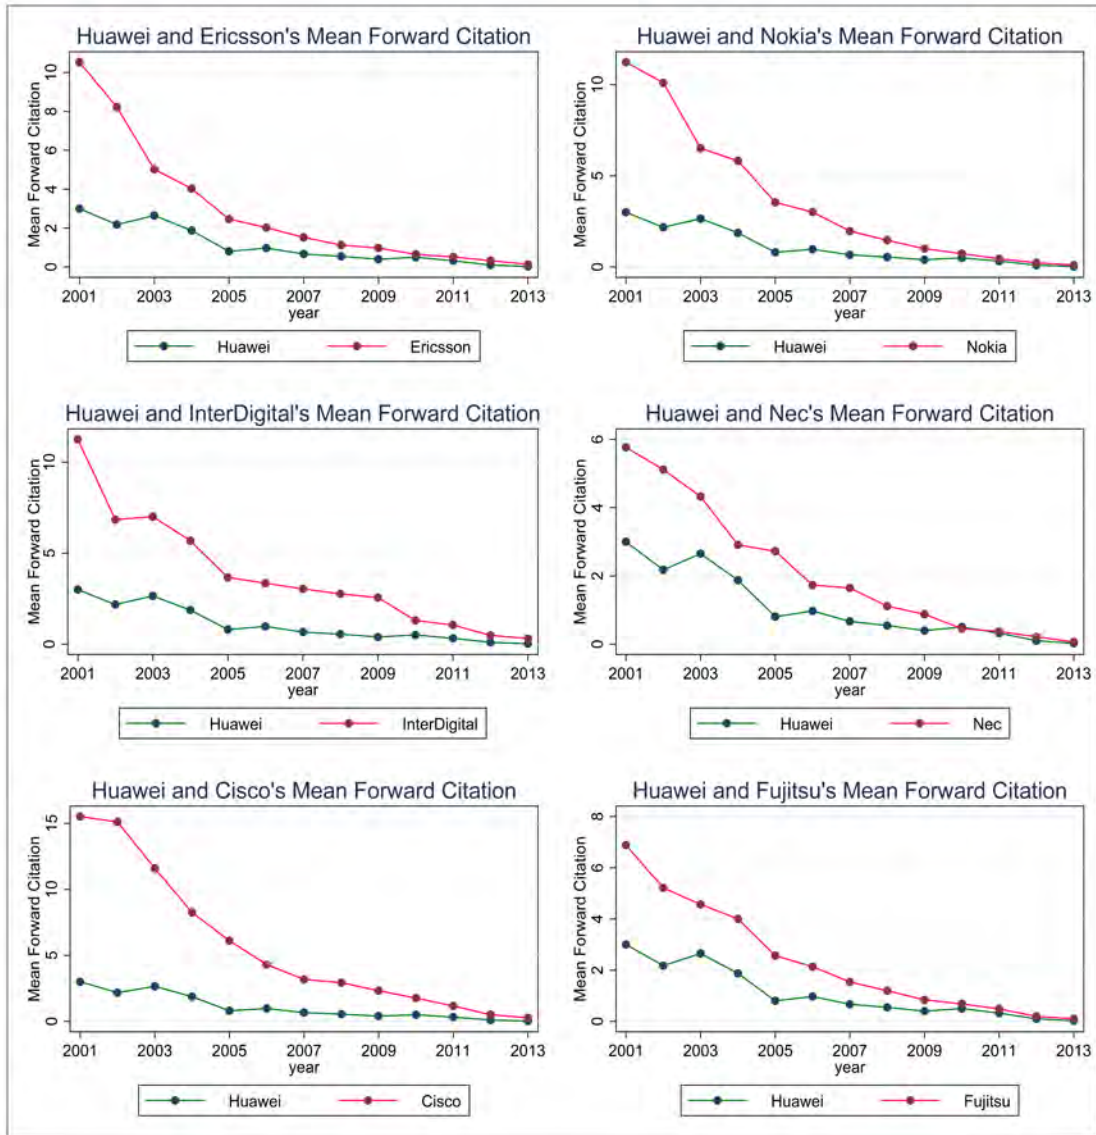 Huawei and Ericsson's Mean Forward Citation
Mean Forward Citation
10
8
6
4
2
0
2001 2003 2005 2007 2009 2011 2013
year
Huawei Ericsson
Huawei and Nokia's Mean Forward Citation
Mean Forward Citation
10
5
0
2001 2003 2005 2007 2009 2011 2013
year
Huawei Nokia
Huawei and InterDigital's Mean Forward Citation
Mean Forward Citation
10
5
0
2001 2003 2005 2007 2009 2011 2013
year
Huawei InterDigital
Huawei and Nec's Mean Forward Citation
Mean Forward Citation
6
4
2
0
2001 2003 2005 2007 2009 2011 2013
year
Huawei Nec
Huawei and Cisco's Mean Forward Citation
Mean Forward Citation
15
10
5
0
2001 2003 2005 2007 2009 2011 2013
year
Huawei Cisco
Huawei and Fujitsu's Mean Forward Citation
Mean Forward Citation
8
6
4
2
0
2001 2003 2005 2007 2009 2011 2013
year
Huawei Fujitsu